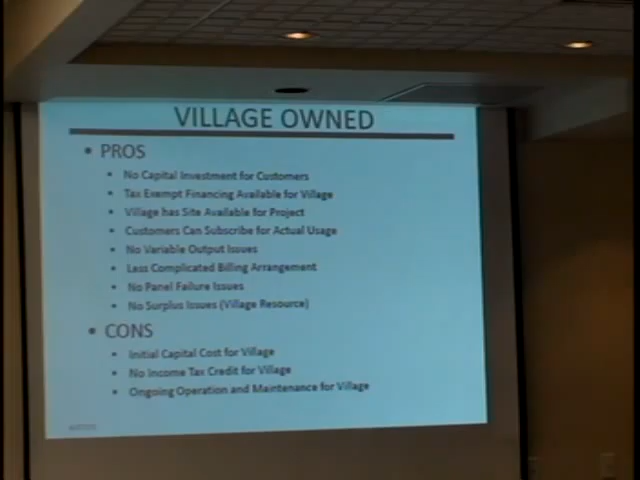 VILLAGE OWNED
• PROS
• No Capital Investment for Customers
• Tax Exempt Financing Available for Village
• Village has Site Available for Project
• Customers Can Subscribe for Actual Usage
• No Variable Output Issues
• Less Complicated Billing Arrangement
• No Panel Failure Issues
• No Surplus Issues (Village Resource)
• CONS
• Initial Capital Cost for Village
• No Income Tax Credit for Village
• Ongoing Operation and Maintenance for Village